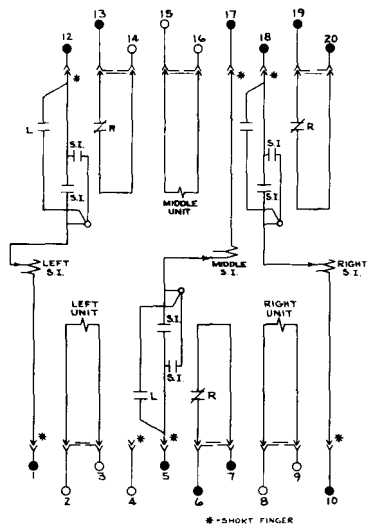 15 17 19
12 13 14 16 18 20
* * *
L R R
S.I. S.I.
S.I. S.I.
MIDDLE UNIT
LEFT S.I. MIDDLE S.I. RIGHT S.I.
LEFT UNIT RIGHT UNIT
S.I.
L S.I. R
* * * *
1 3 5 7 9 10
2 4 6 8
*-SHORT FINGER